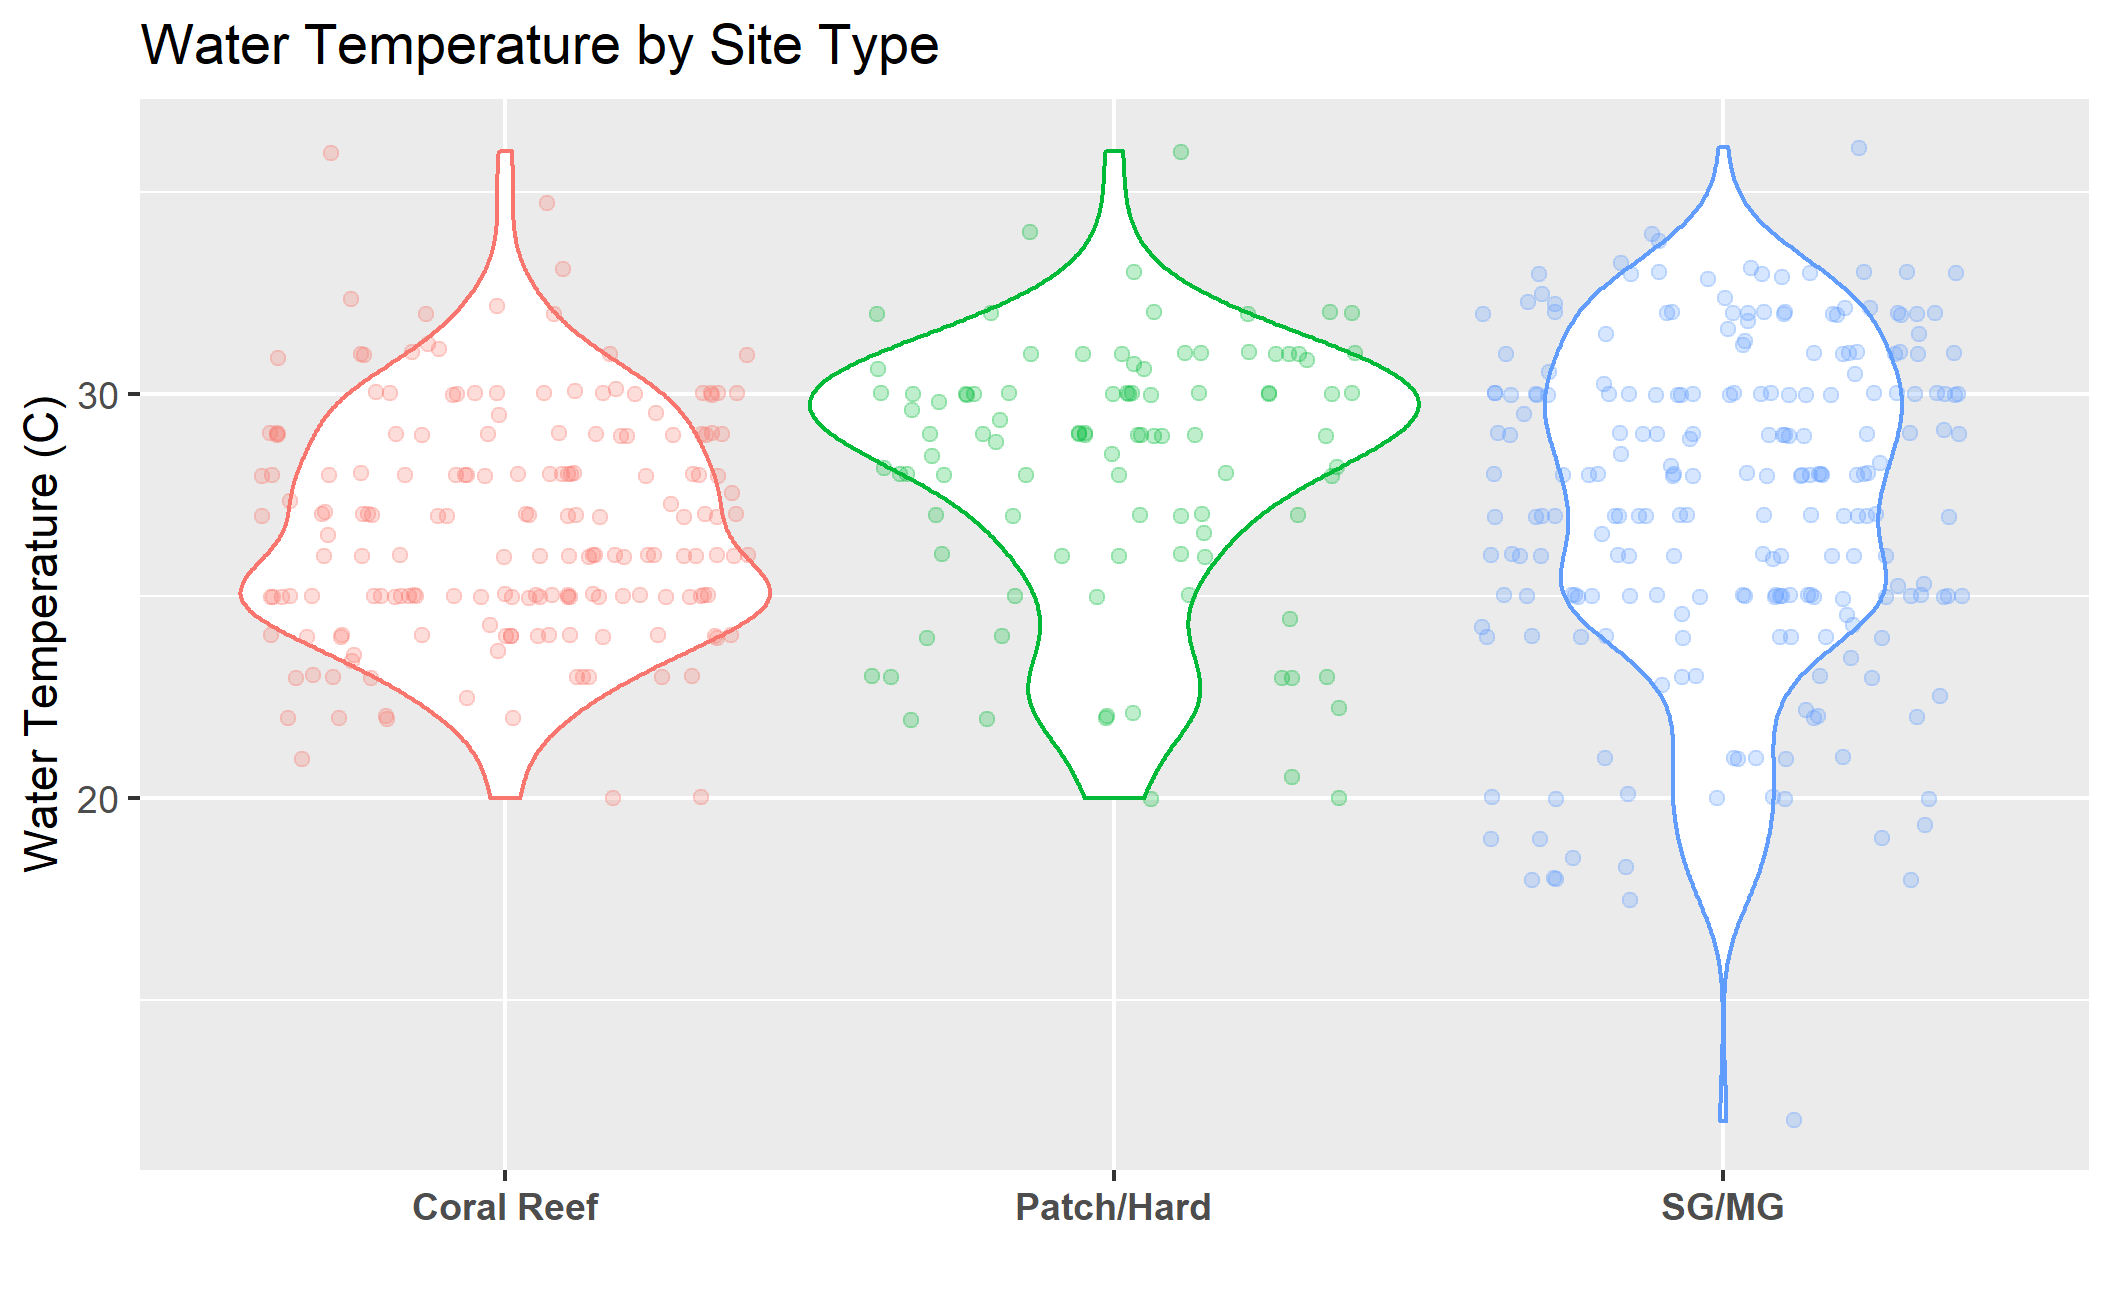 Water Temperature by Site Type
Water Temperature (C)
30
20
Coral Reef
Patch/Hard
SG/MG